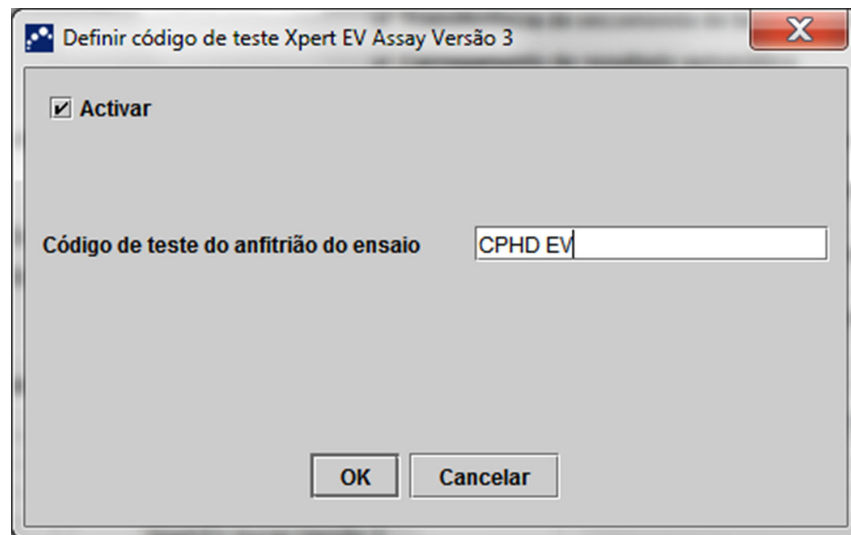 Definir código de teste Xpert EV Assay Versão 3
Activar
Código de teste do anfitrião do ensaio CPHD EV
OK Cancelar